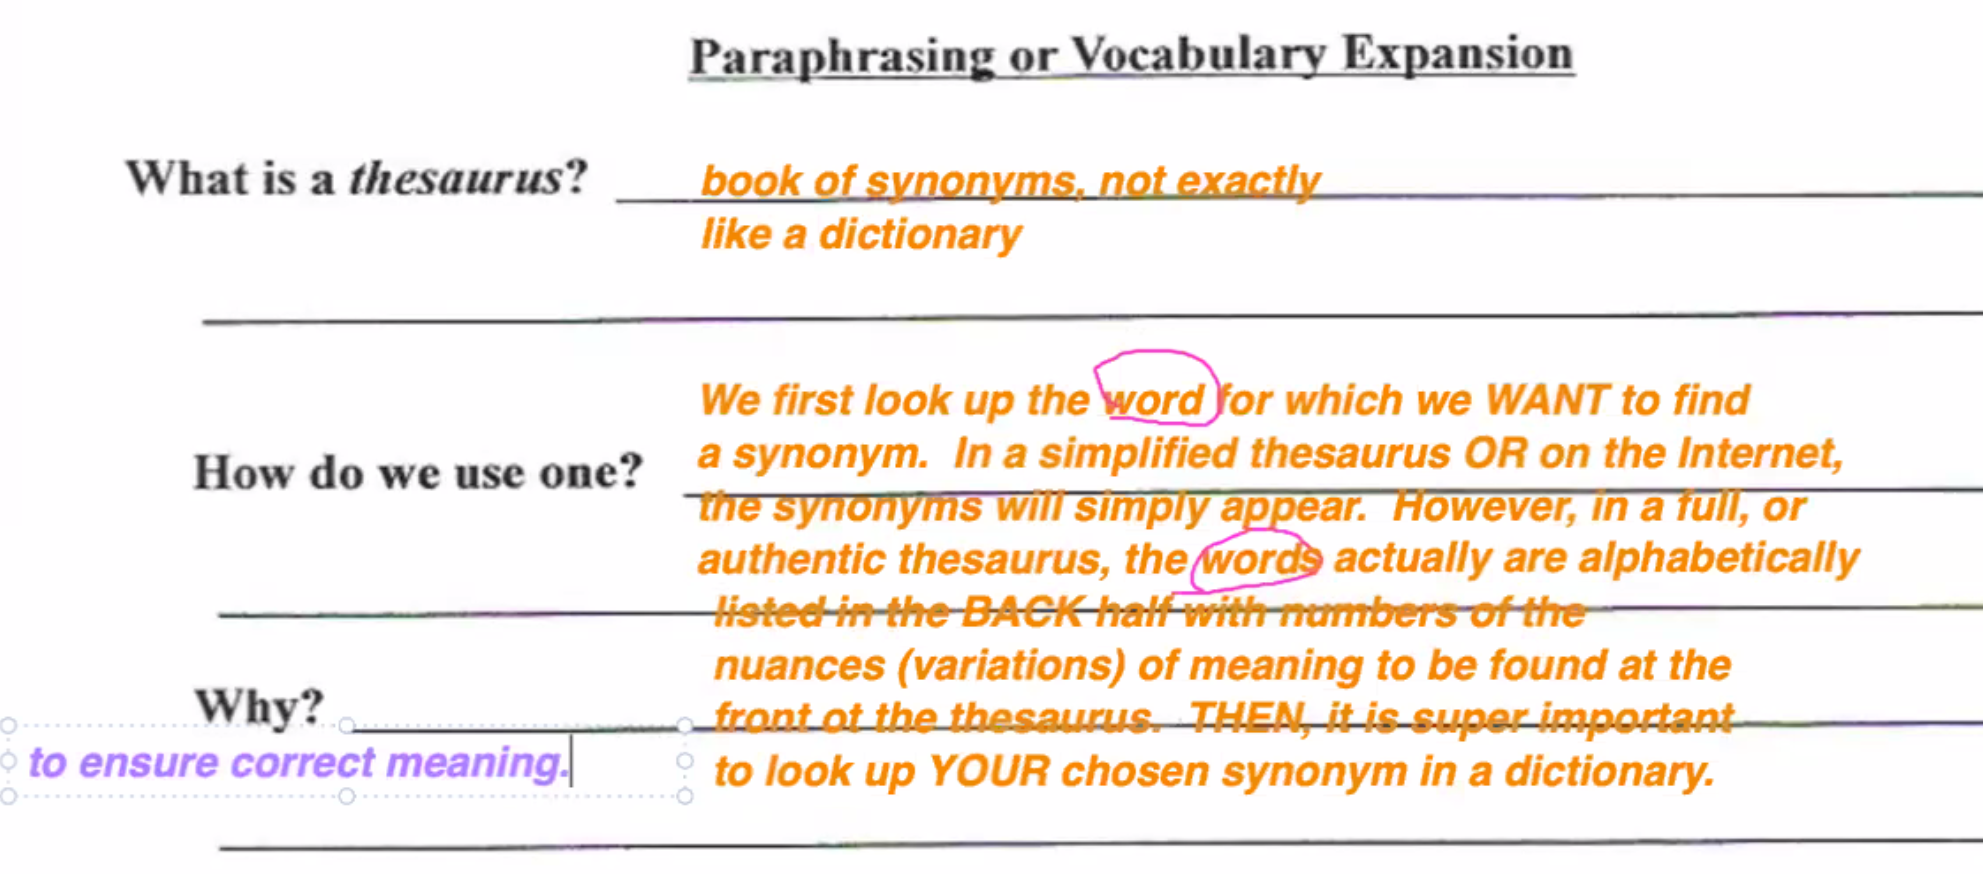 Paraphrasing or Vocabulary Expansion
What is a thesaurus? book of synonyms, not exactly
like a dictionary
We first look up the word for which we WANT to find
How do we use one? a synonym. In a simplified thesaurus OR on the Internet,
the synonyms will simply appear. However, in a full, or
authentic thesaurus, the words actually are alphabetically
listed in the BACK half with numbers of the
nuances (variations) of meaning to be found at the
Why? front of the thesaurus. THEN, it is super important
to ensure correct meaning. to look up YOUR chosen synonym in a dictionary.